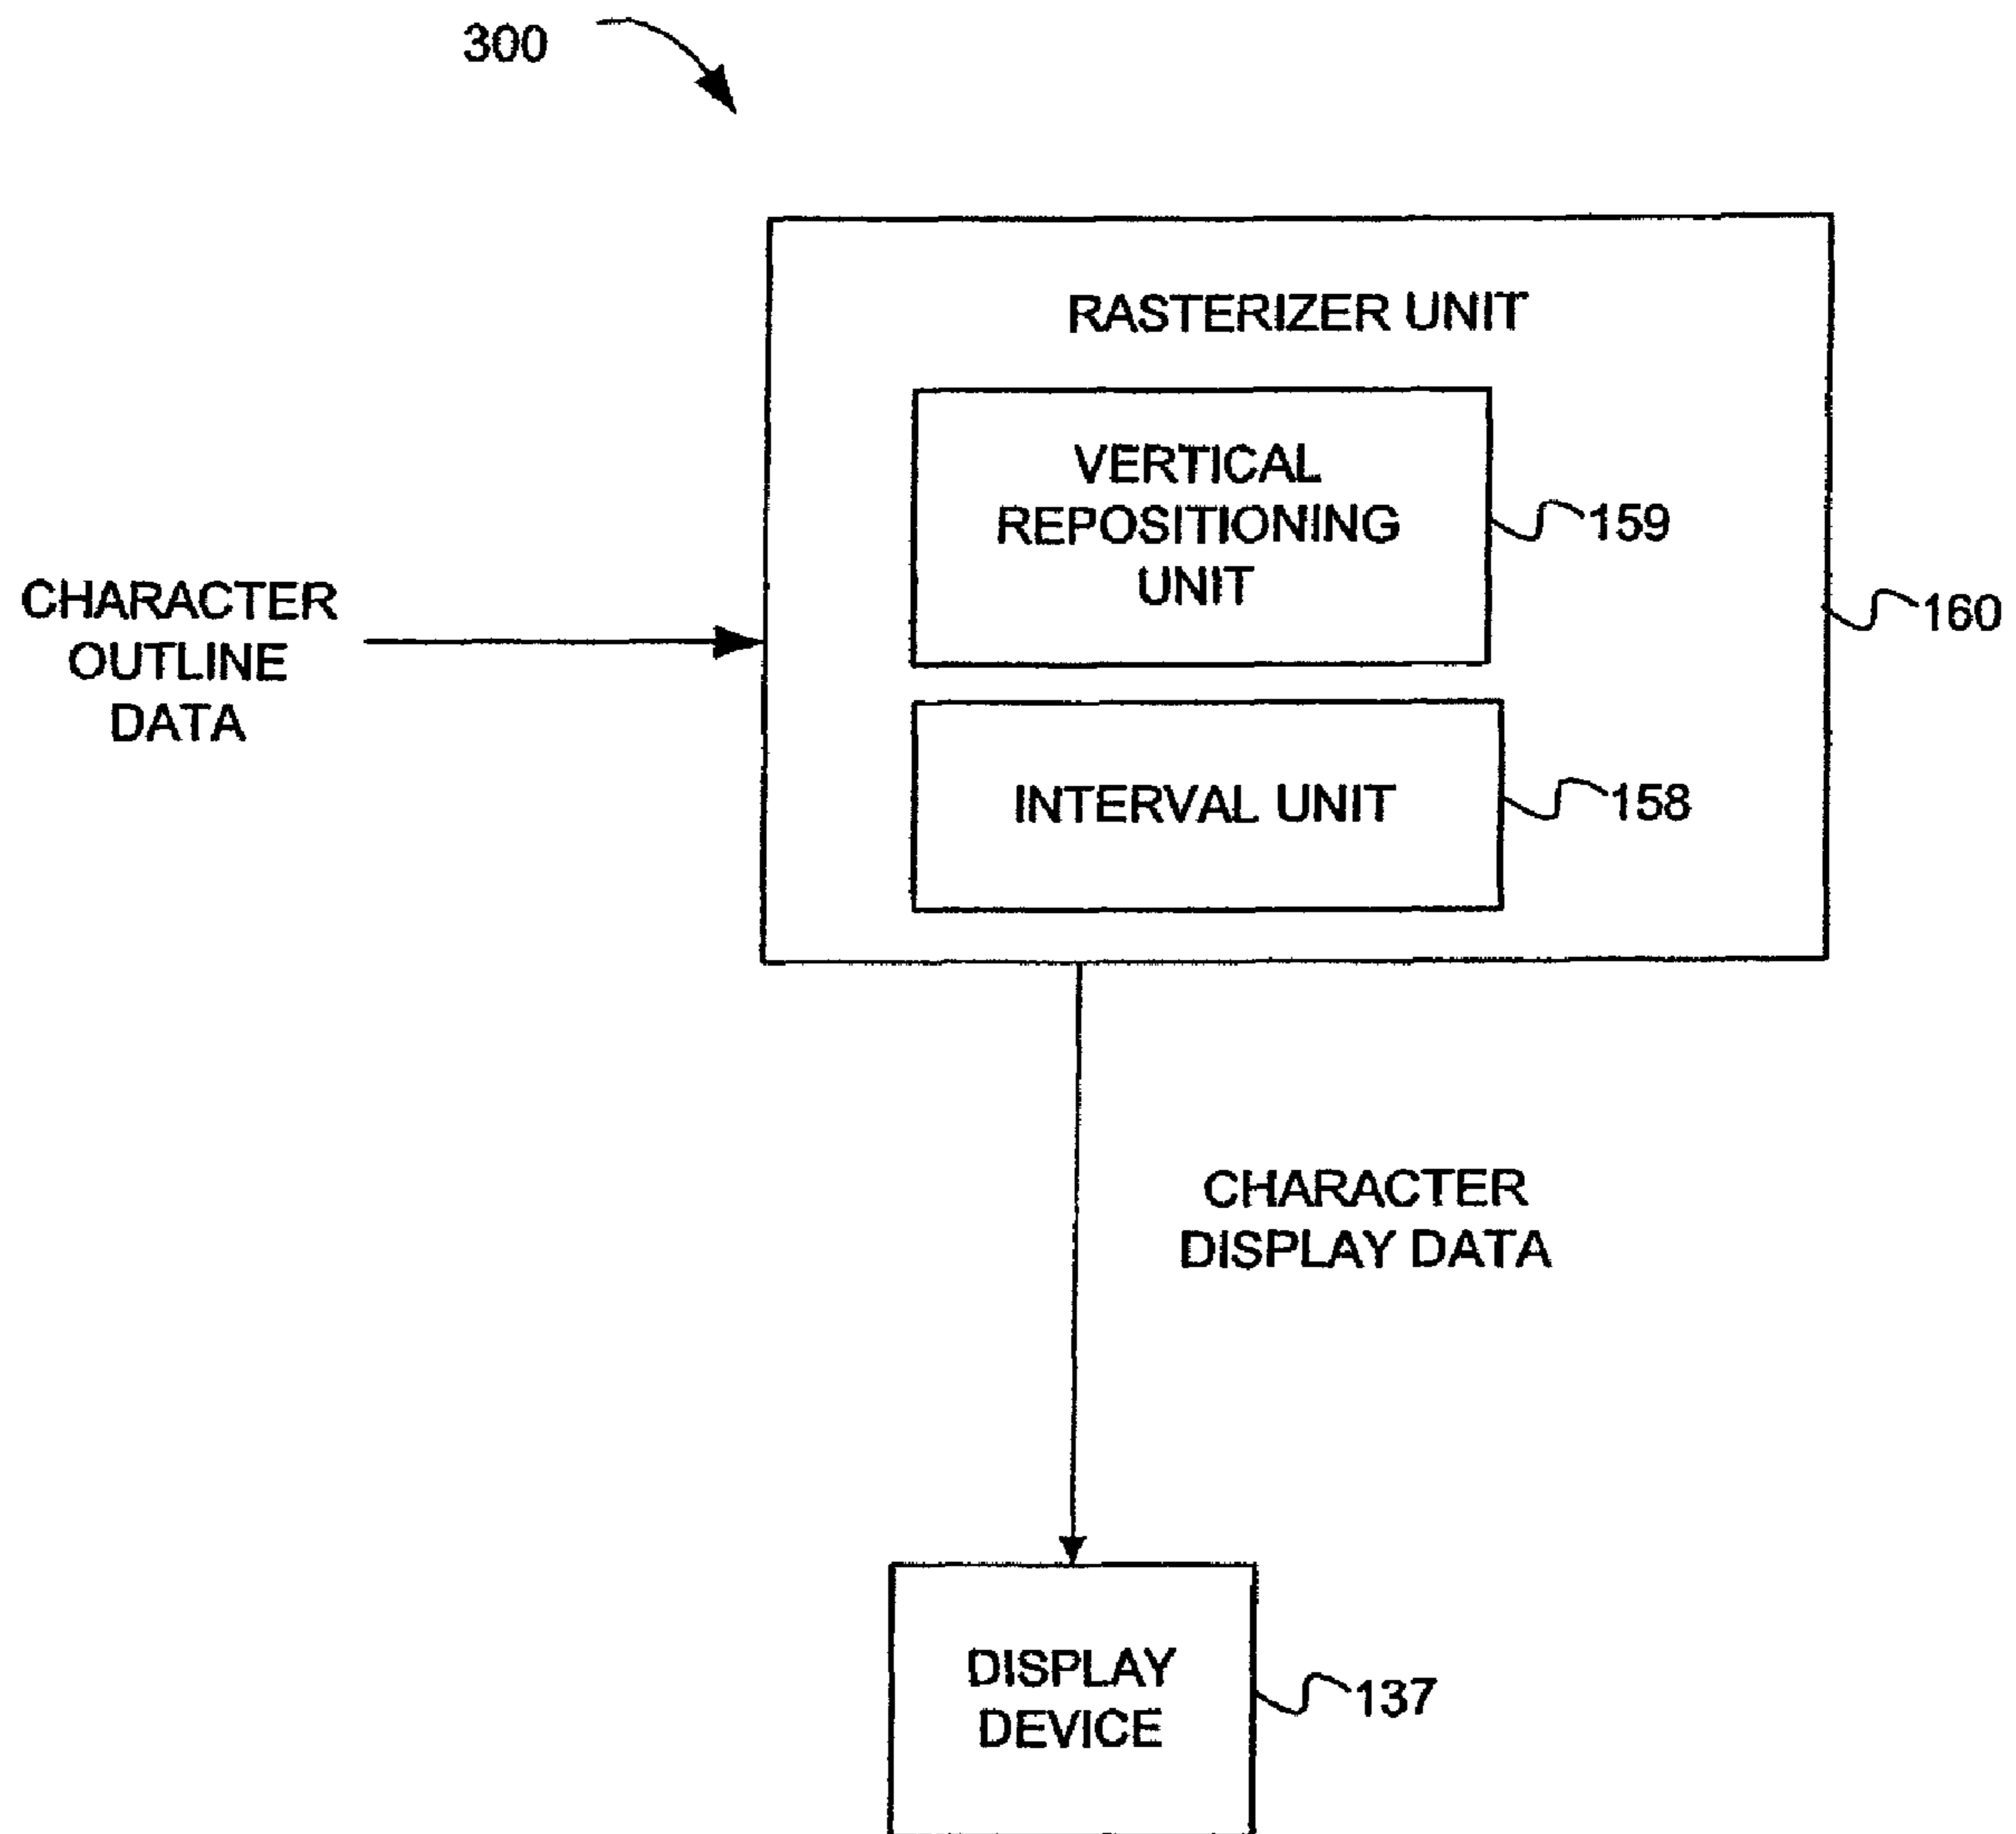 300
RASTERIZER UNIT
VERTICAL
REPOSITIONING
UNIT
159
CHARACTER
OUTLINE
DATA
160
INTERVAL UNIT
158
CHARACTER
DISPLAY DATA
DISPLAY
DEVICE
137